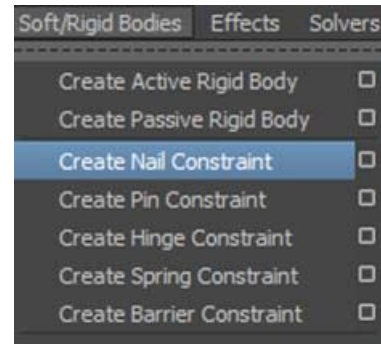 Soft/Rigid Bodies Effects Solvers
Create Active Rigid Body
Create Passive Rigid Body
Create Nail Constraint
Create Pin Constraint
Create Hinge Constraint
Create Spring Constraint
Create Barrier Constraint